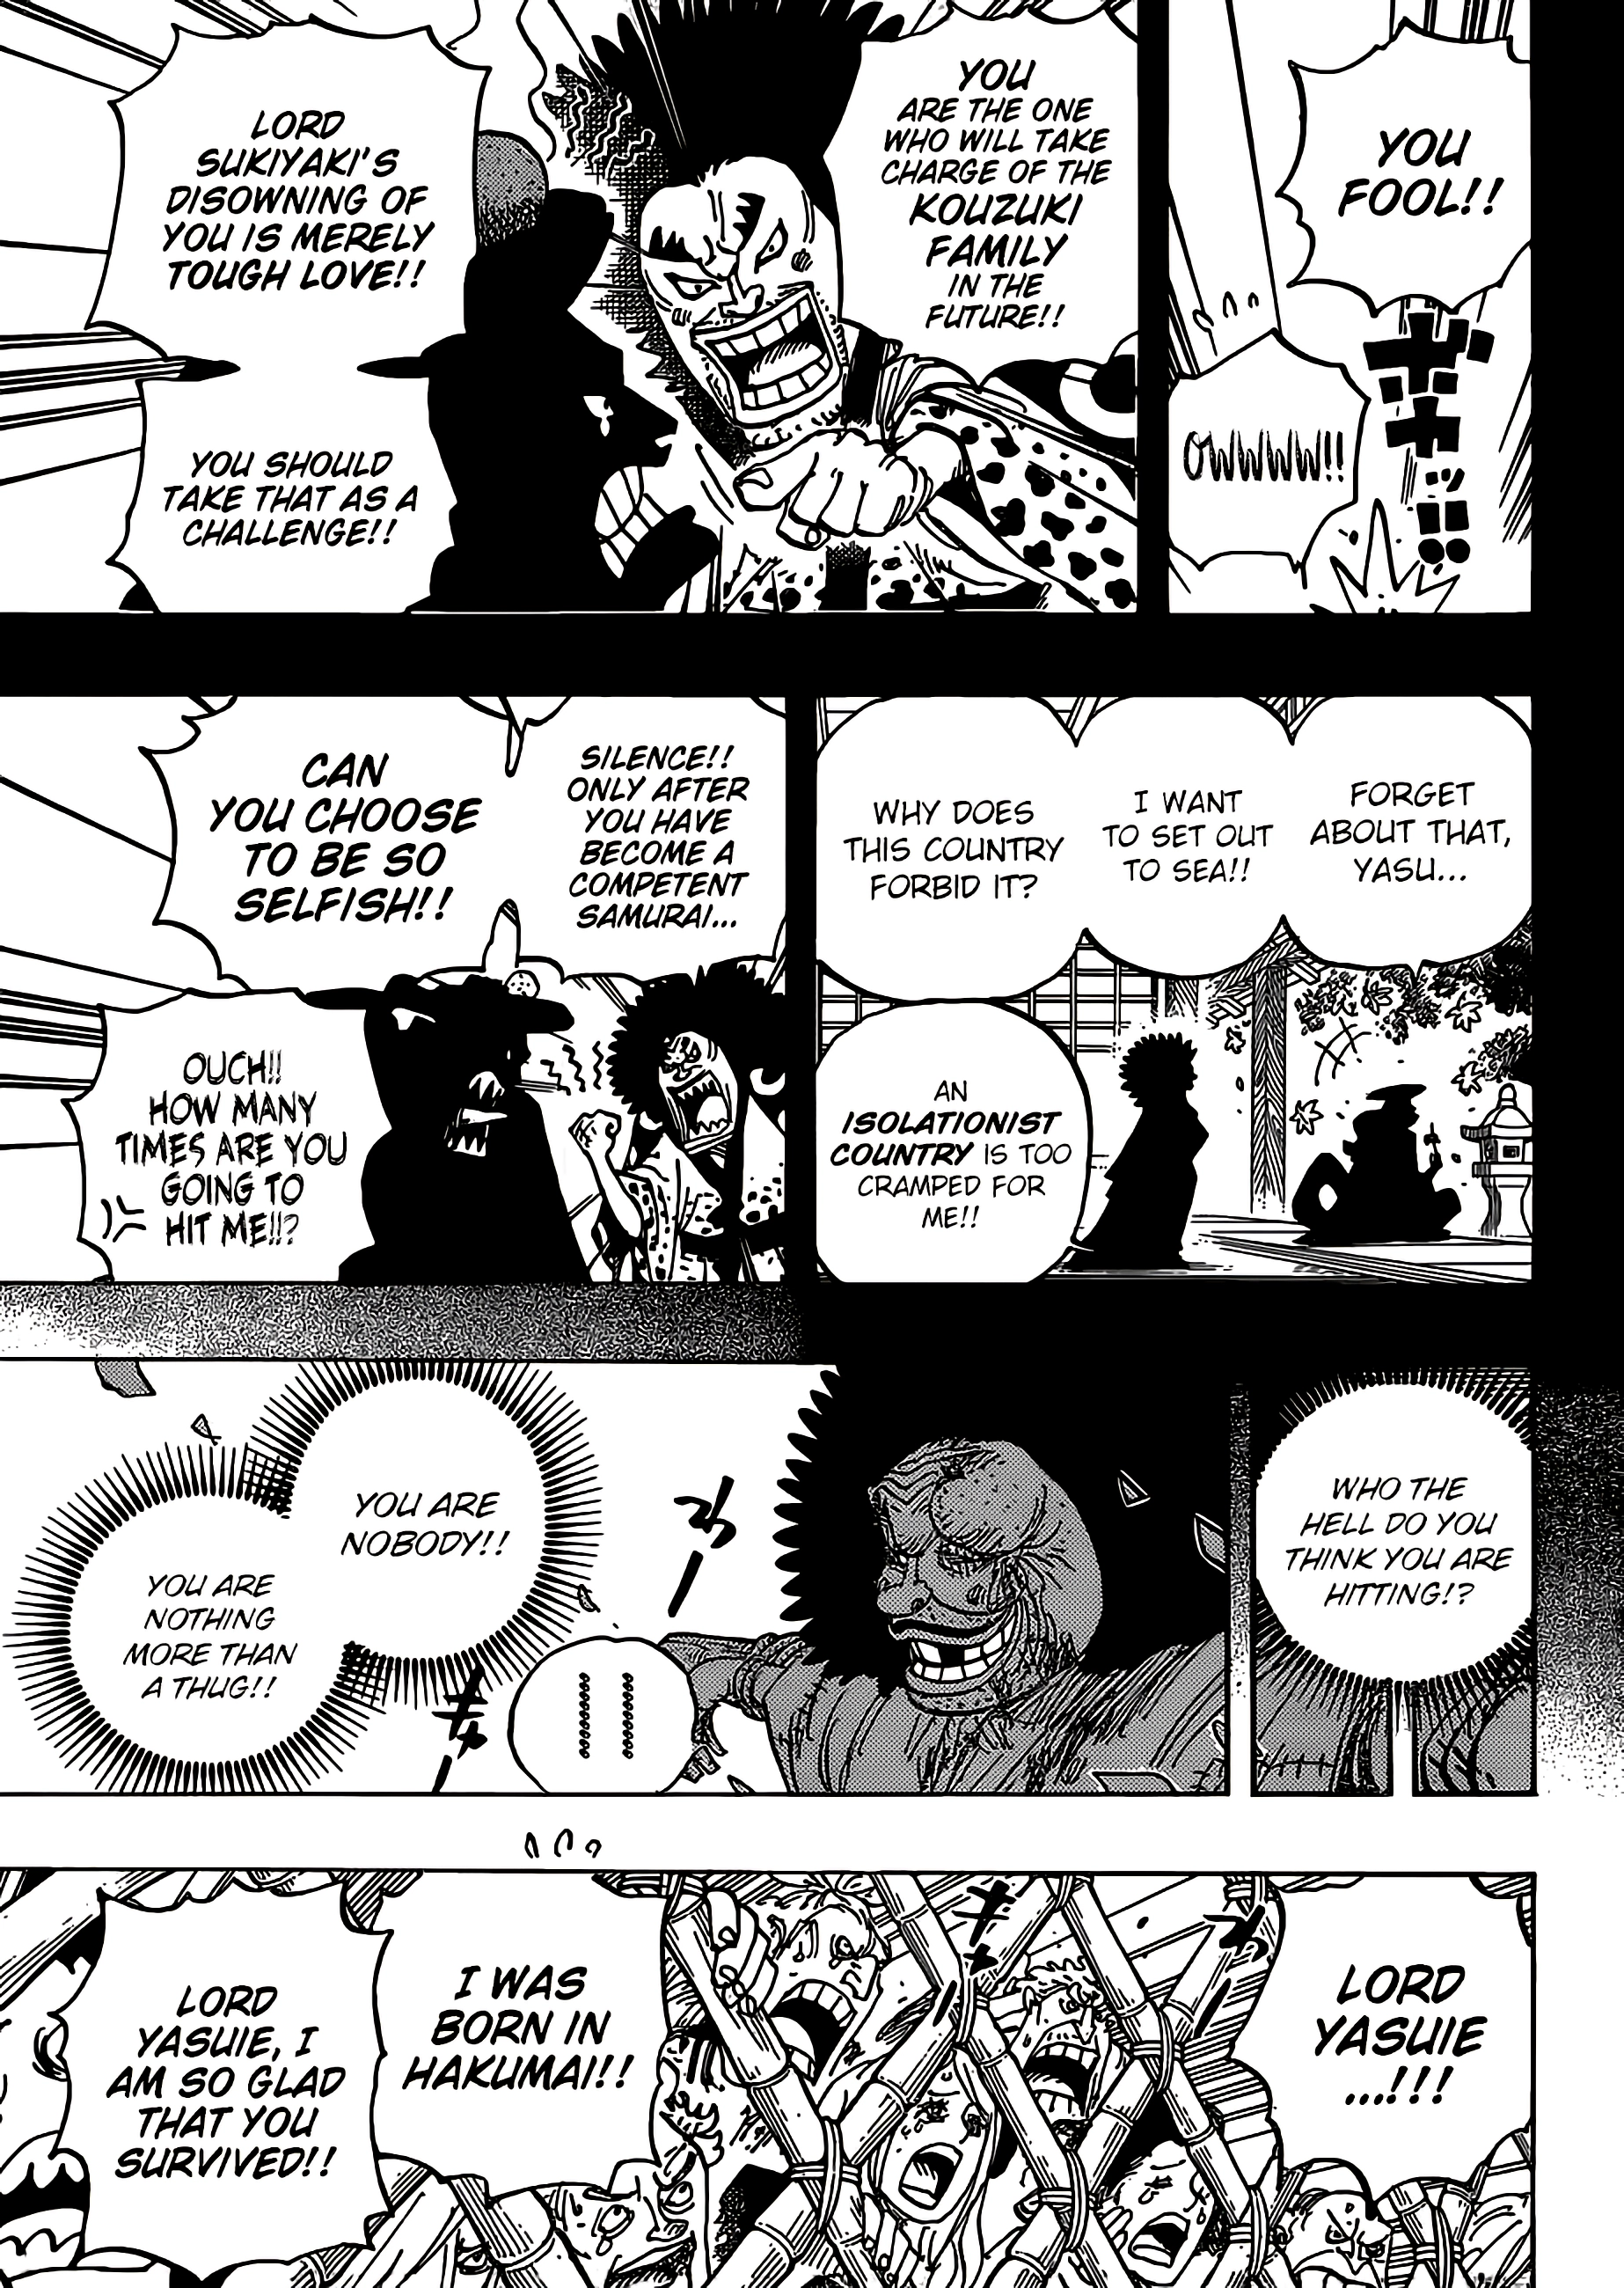 YOU
FOOL!!
OWWWW!!
ゴ
ン
ッ
!!
YOU
ARE THE ONE
WHO WILL TAKE
CHARGE OF THE
KOUZUKI
FAMILY
IN THE
FUTURE!!
LORD
SUKIYAKI'S
DISOWNING OF
YOU IS MERELY
TOUGH LOVE!!
YOU SHOULD
TAKE THAT AS A
CHALLENGE!!
FORGET
ABOUT THAT,
YASU...
I WANT
TO SET OUT
TO SEA!!
WHY DOES
THIS COUNTRY
FORBID IT?
AN
ISOLATIONIST
COUNTRY IS TOO
CRAMPED FOR
ME!!
SILENCE!!
ONLY AFTER
YOU HAVE
BECOME A
COMPETENT
SAMURAI...
CAN
YOU CHOOSE
TO BE SO
SELFISH!!
OUCH!!
HOW MANY
TIMES ARE YOU
GOING TO
HIT ME!!?
WHO THE
HELL DO YOU
THINK YOU ARE
HITTING!?
YOU ARE
NOBODY!!
YOU ARE
NOTHING
MORE THAN
A THUG!!
LORD
YASUIE
...!!!
I WAS
BORN IN
HAKUMAI!!
LORD
YASUIE, I
AM SO GLAD
THAT YOU
SURVIVED!!